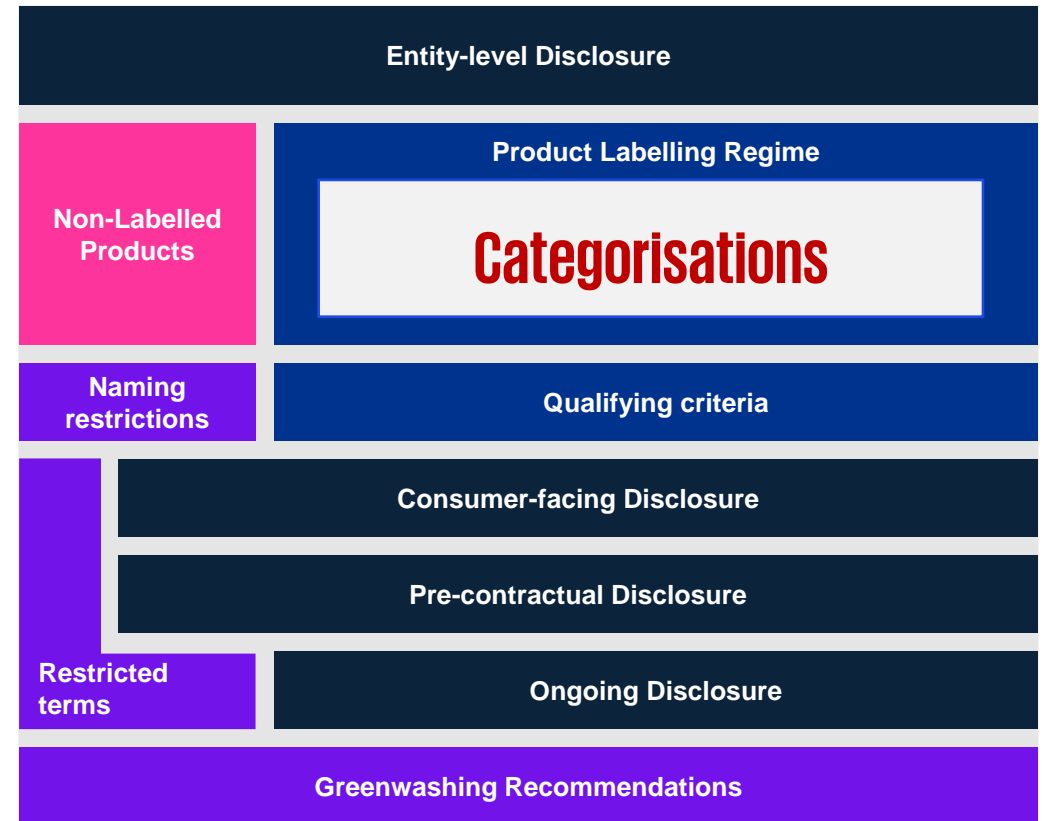 Entity-level Disclosure
Product Labelling Regime
Non-Labelled
Products
Categorisations
Naming
restrictions
Qualifying criteria
Consumer-facing Disclosure
Pre-contractual Disclosure
Restricted
terms
Ongoing Disclosure
Greenwashing Recommendations